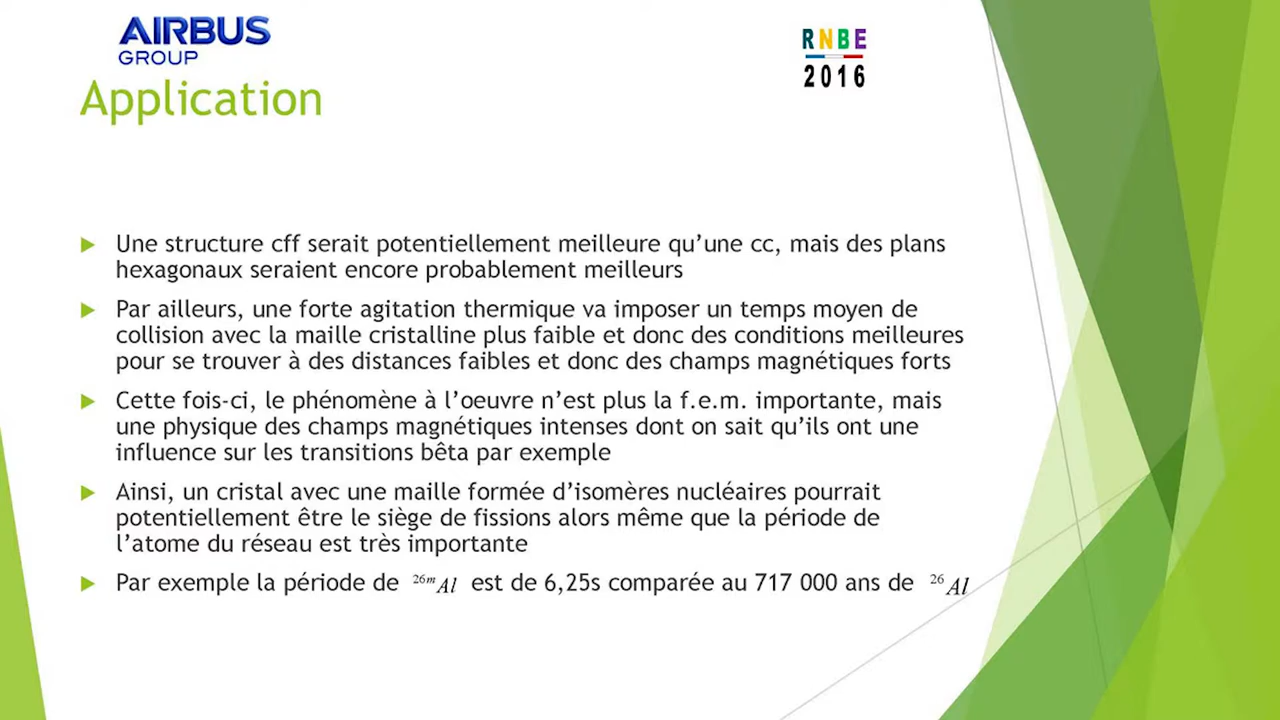 AIRBUS
GROUP
RNBE
2016
Application
Une structure cff serait potentiellement meilleure qu’une cc, mais des plans
hexagonaux seraient encore probablement meilleurs
Par ailleurs, une forte agitation thermique va imposer un temps moyen de
collision avec la maille cristalline plus faible et donc des conditions meilleures
pour se trouver à des distances faibles et donc des champs magnétiques forts
Cette fois-ci, le phénomène à l’oeuvre n’est plus la f.e.m. importante, mais
une physique des champs magnétiques intenses dont on sait qu’ils ont une
influence sur les transitions bêta par exemple
Ainsi, un cristal avec une maille formée d’isomères nucléaires pourrait
potentiellement être le siège de fissions alors même que la période de
l’atome du réseau est très importante
Par exemple la période de ²⁶ᵐAl est de 6,25s comparée au 717 000 ans de ²⁶Al